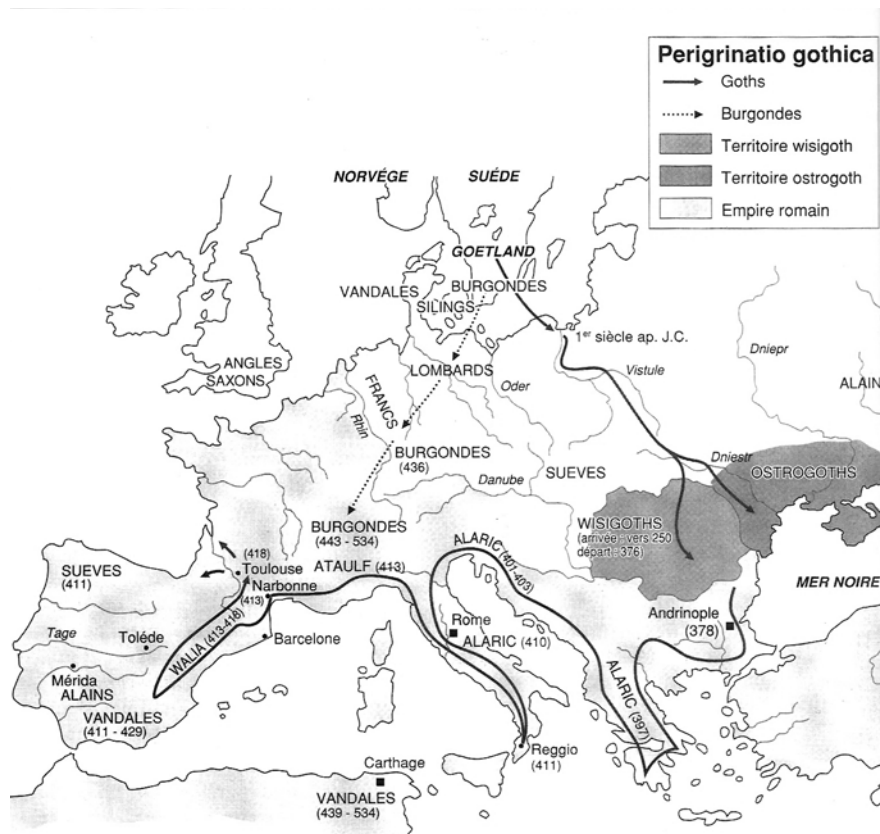 Perigrinatio gothica
Goths
Burgondes
Territoire wisigoth
Territoire ostrogoth
Empire romain
NORVÉGE
SUÉDE
GOETLAND
BURGONDES
VANDALES
SILINGS
1er siècle ap. J.C.
Dniepr
ANGLES
SAXONS
LOMBARDS
Oder
Vistule
ALAIN
FRANCS
Rhin
BURGONDES
(436)
Danube
SUEVES
Dniestr
OSTROGOTHS
BURGONDES
(443 - 534)
WISIGOTHS
(arrivée - vers 250
départ - 376)
ALARIC (401-403)
MER NOIRE
SUEVES
(411)
(418)
Toulouse
Narbonne
(413)
ATAULF (413)
Andrinople
(378)
Tage
Toléde
WALIA (413-418)
Barcelone
Rome
ALARIC (410)
ALARIC (397)
Mérida
ALAINS
VANDALES
(411 - 429)
Reggio
(411)
Carthage
VANDALES
(439 - 534)